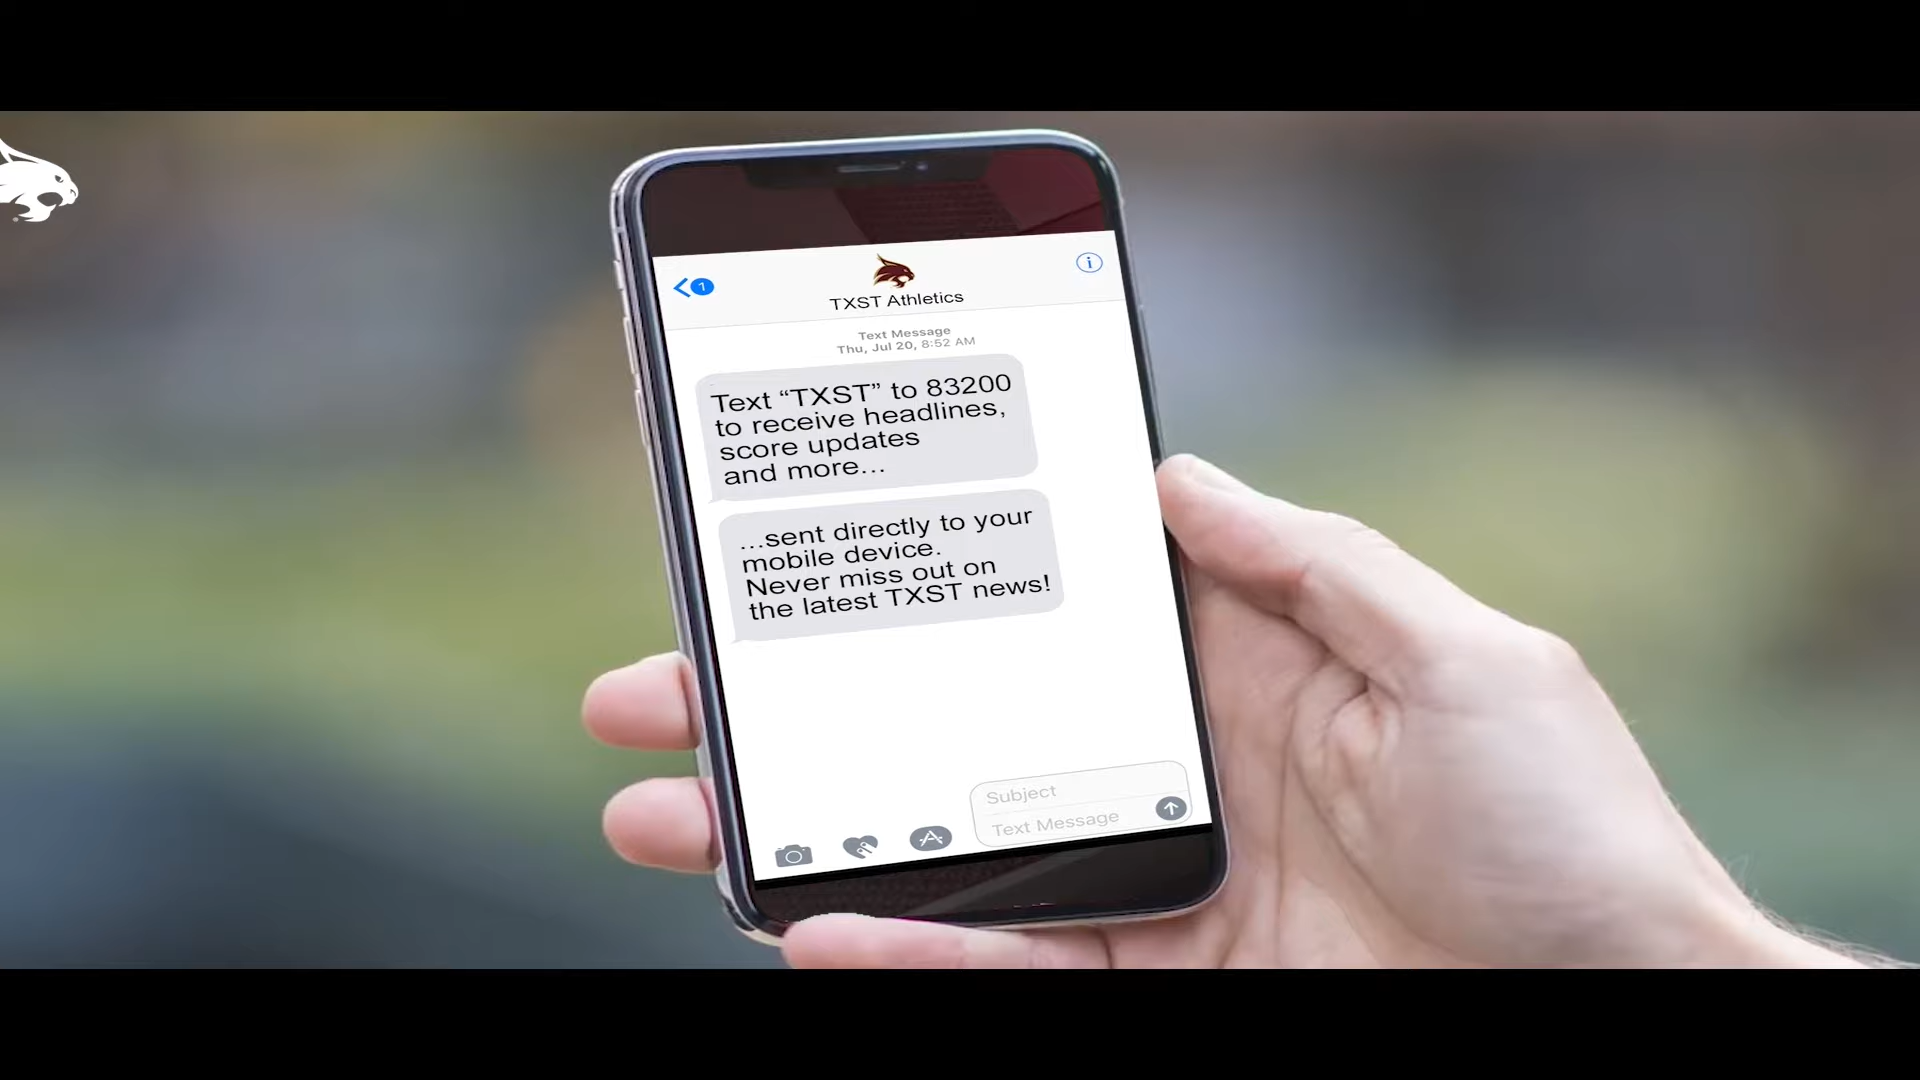 1
TXST Athletics
Text Message
Thu, Jul 20, 8:52 AM
Text “TXST” to 83200
to receive headlines,
score updates
and more...
...sent directly to your
mobile device.
Never miss out on
the latest TXST news!
Subject
Text Message